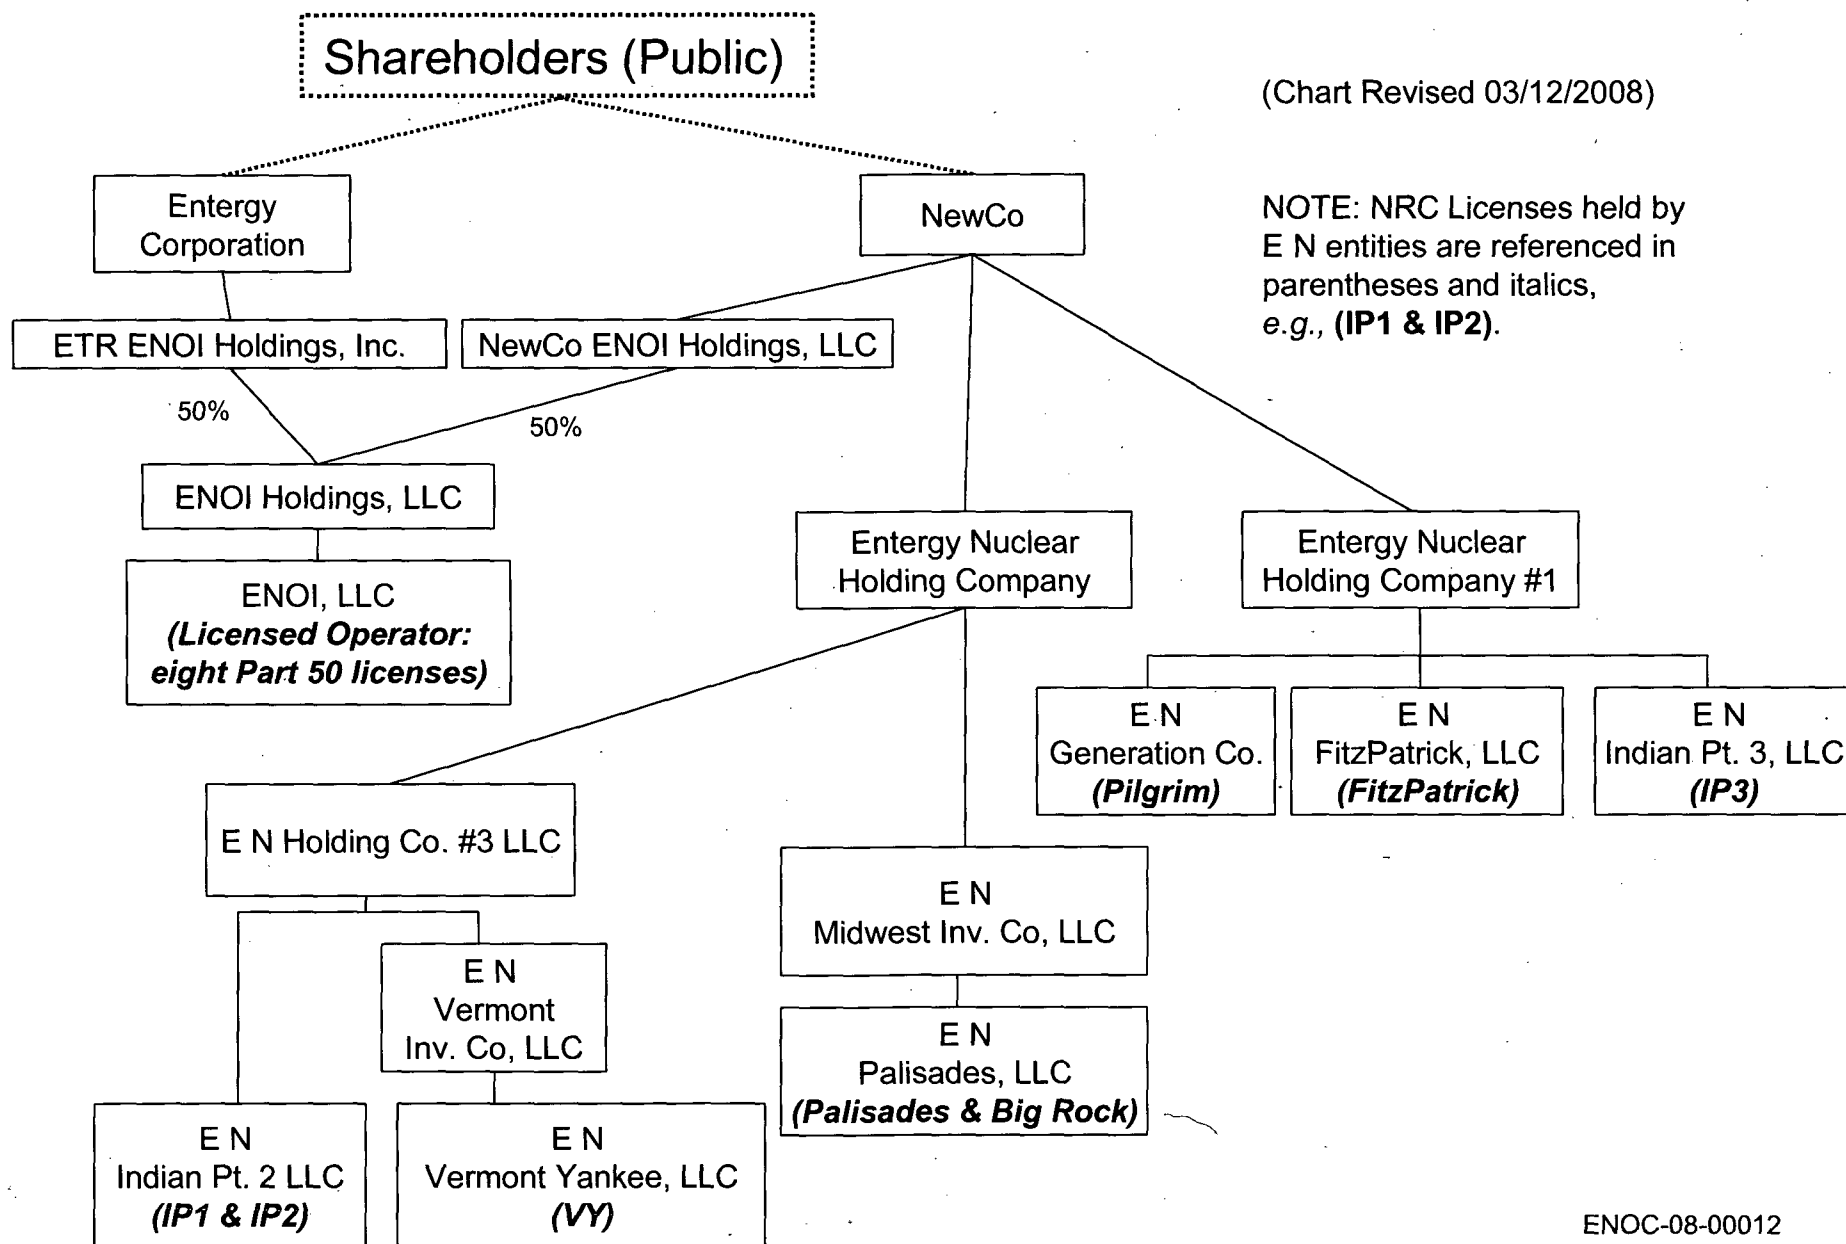 Shareholders (Public)
(Chart Revised 03/12/2008)
Entergy
Corporation
NewCo
NOTE: NRC Licenses held by
E N entities are referenced in
parentheses and italics,
e.g., (IP1 & IP2).
ETR ENOI Holdings, Inc.
NewCo ENOI Holdings, LLC
50%
50%
ENOI Holdings, LLC
ENOI, LLC
(Licensed Operator:
eight Part 50 licenses)
Entergy Nuclear
Holding Company
Entergy Nuclear
Holding Company #1
E N
Generation Co.
(Pilgrim)
E N
FitzPatrick, LLC
(FitzPatrick)
E N
Indian Pt. 3, LLC
(IP3)
E N Holding Co. #3 LLC
E N
Midwest Inv. Co, LLC
E N
Vermont
Inv. Co, LLC
E N
Palisades, LLC
(Palisades & Big Rock)
E N
Indian Pt. 2 LLC
(IP1 & IP2)
E N
Vermont Yankee, LLC
(VY)
ENOC-08-00012